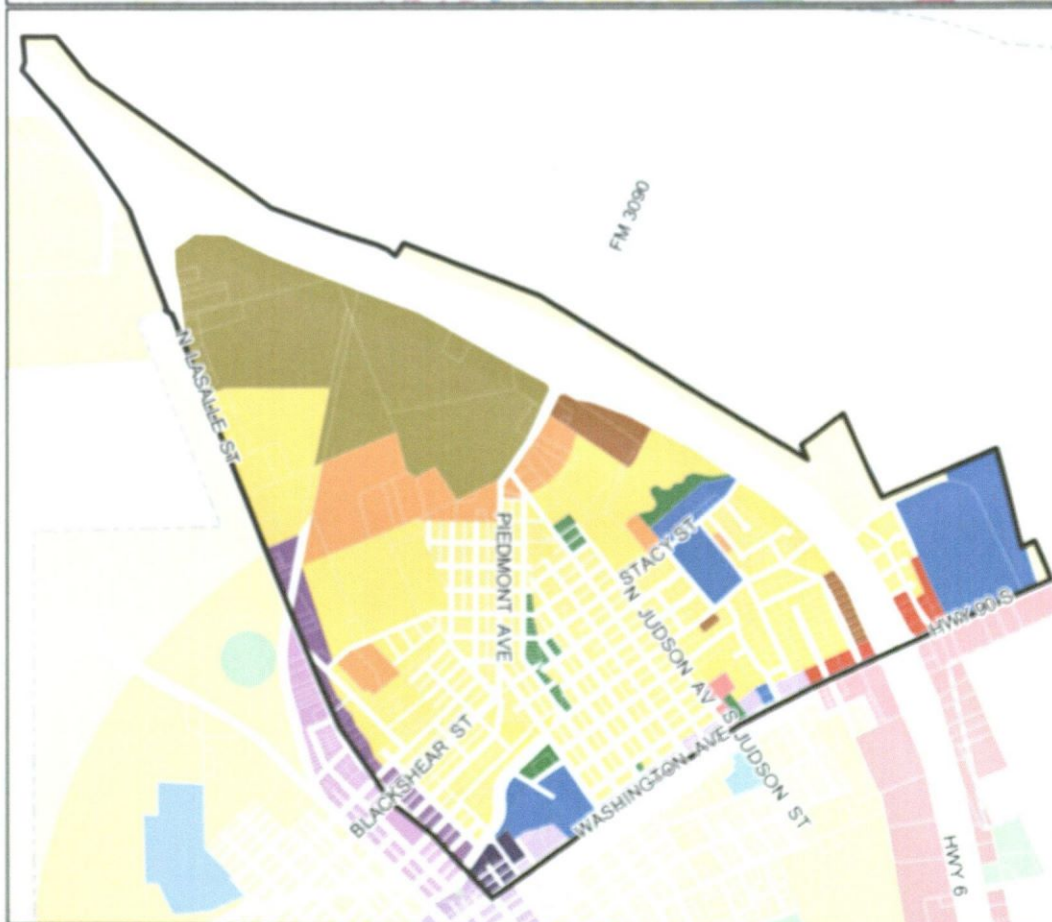 FM 3090
N LASALLE ST
PIEDMONT AVE
STACY ST
N JUDSON AV
HWY 90 S
S JUDSON ST
WASHINGTON AVE
BLACKSHEAR ST
HWY 6